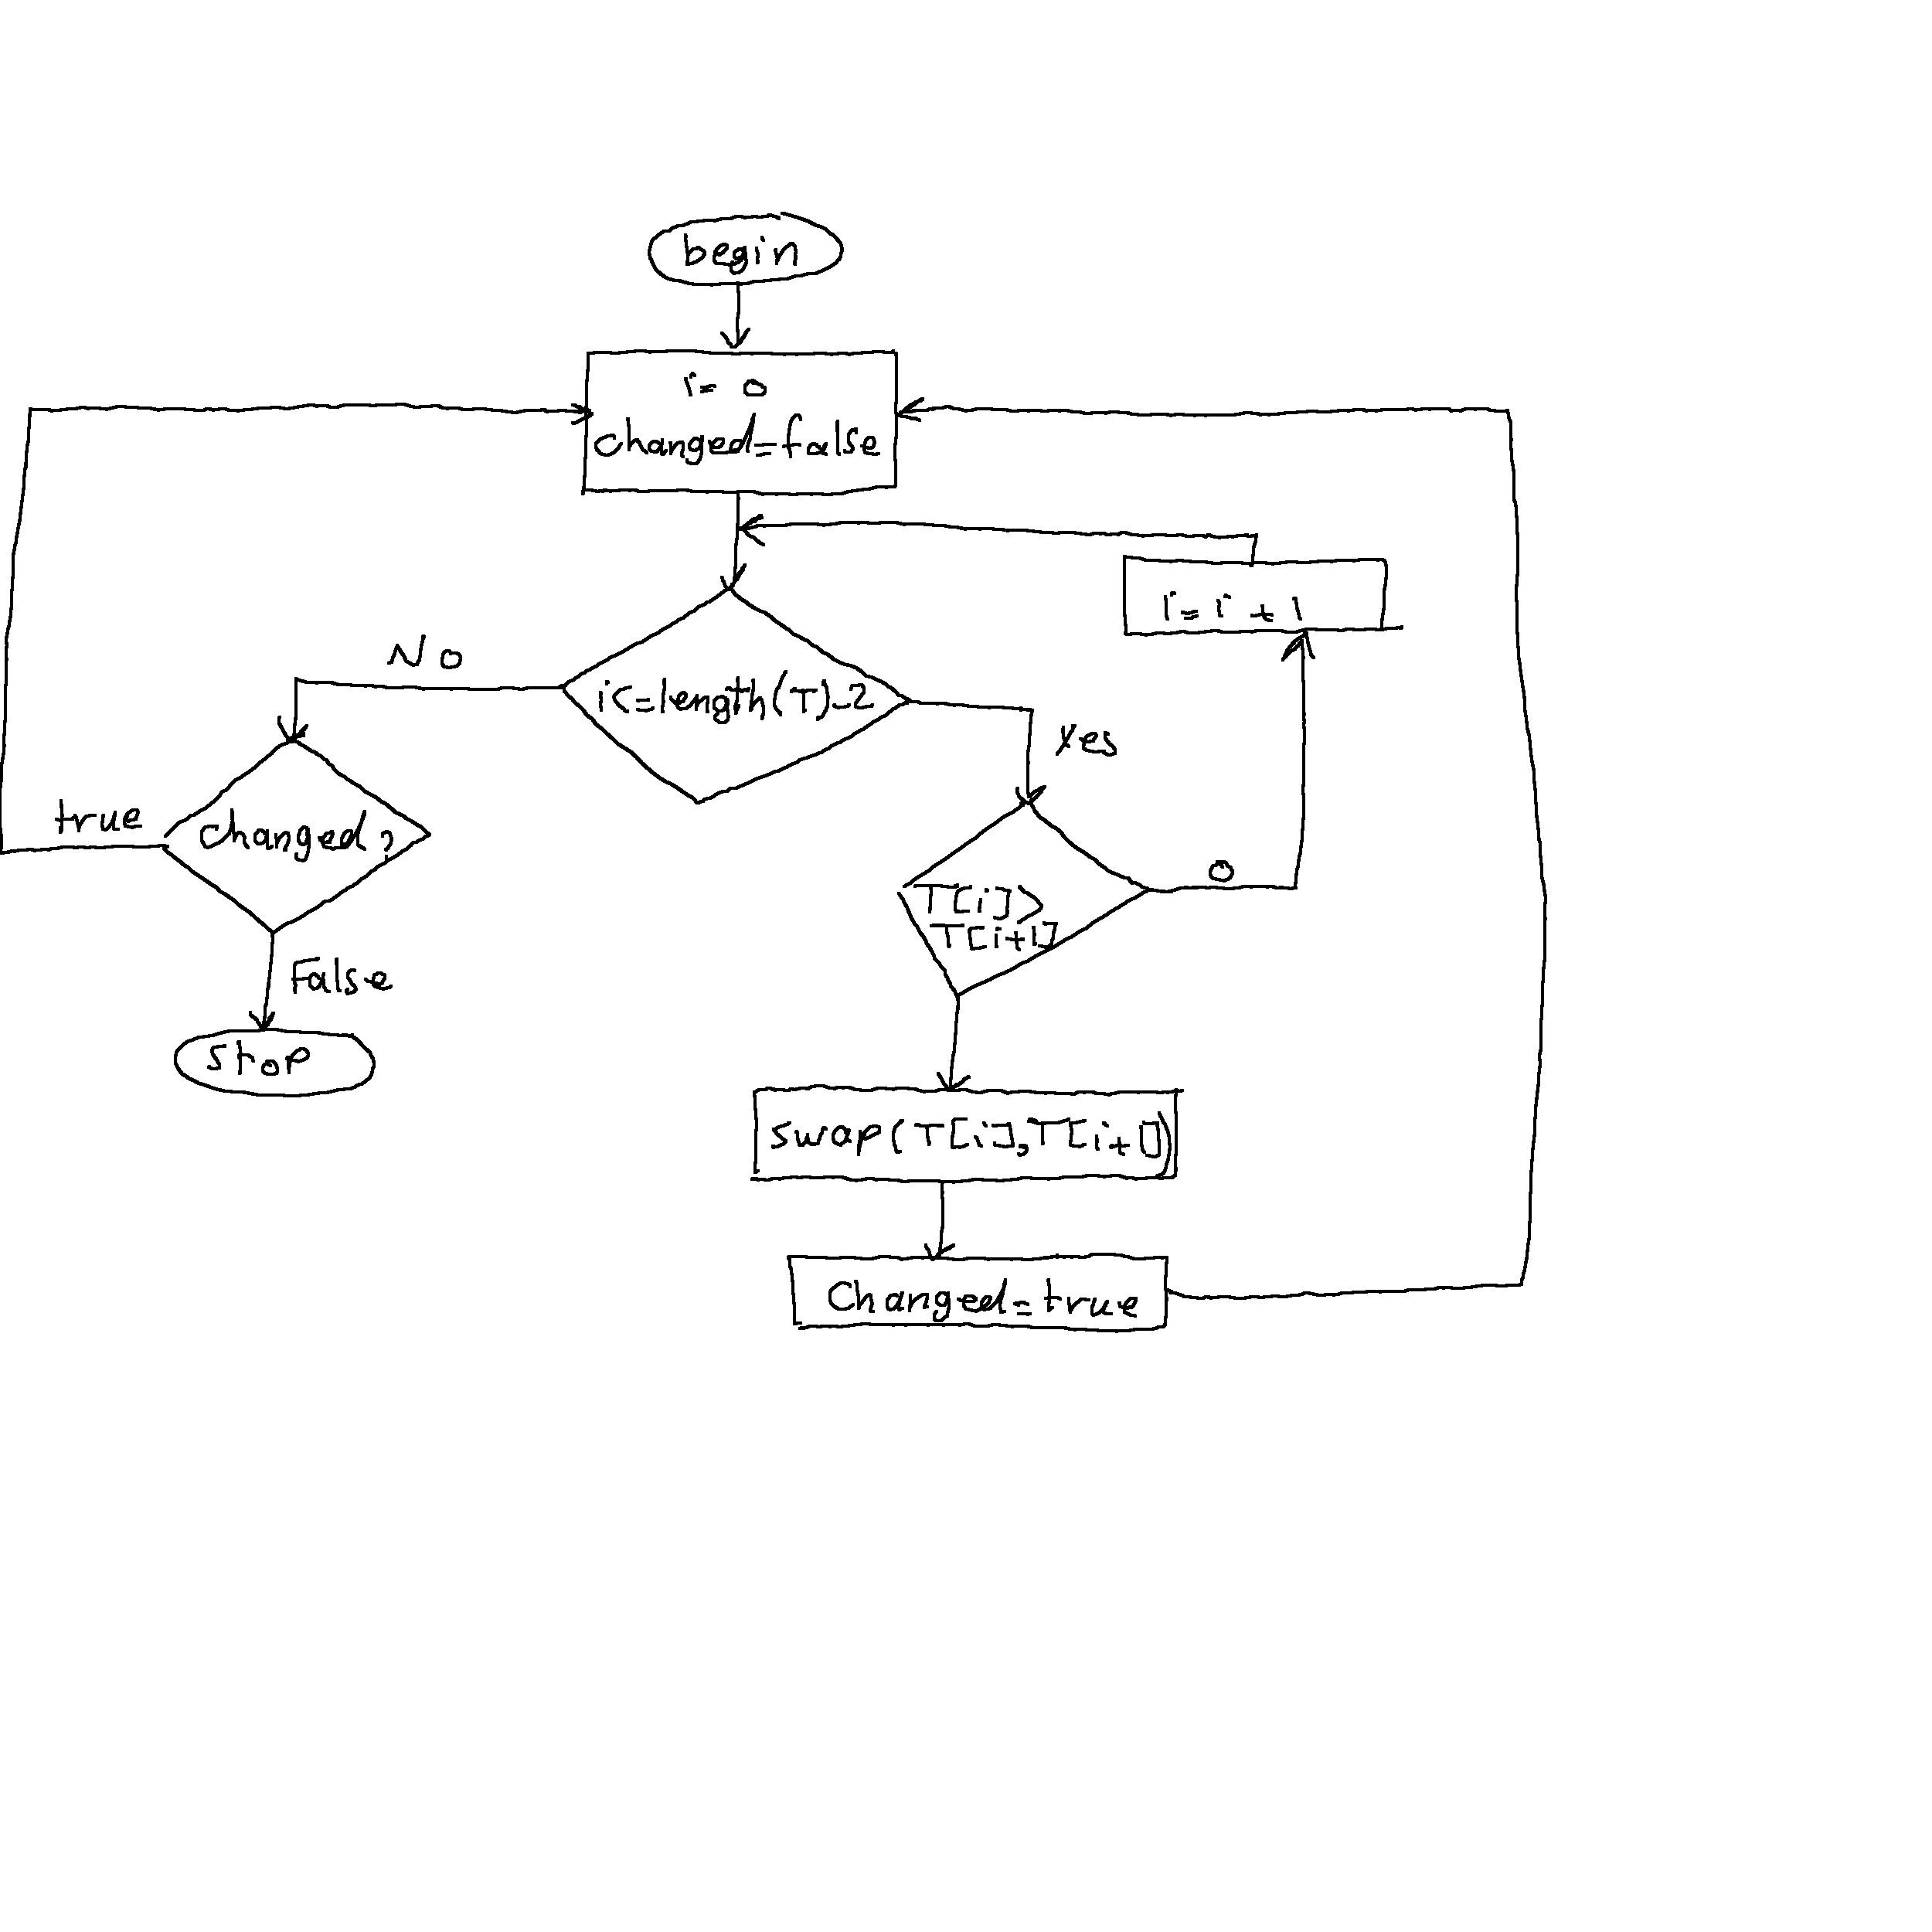 begin
i= 0
changed=false
i=i+1
No
i<=length(T)-2
yes
true
changed?
0
T[i]>
T[i+1]
False
stop
swap(T[i],T[i+1])
Changed=true